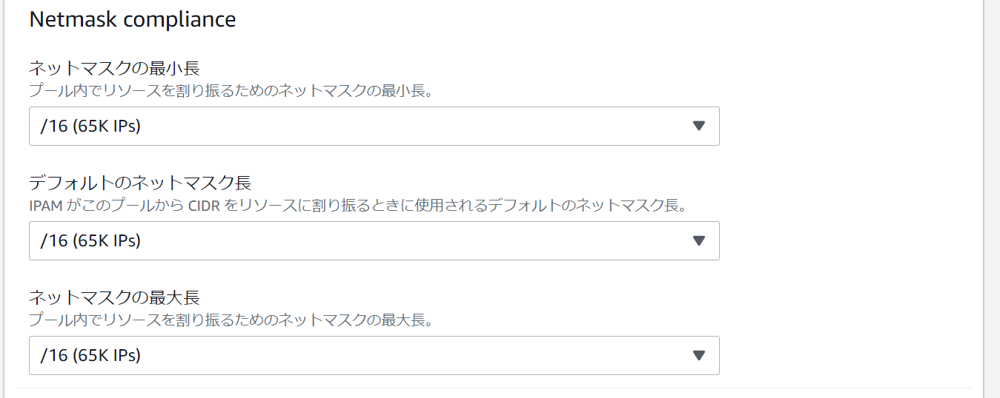 Netmask compliance
ネットマスクの最小長
プール内でリソースを割り振るためのネットマスクの最小長。
/16 (65K IPs)
デフォルトのネットマスク長
IPAM がこのプールから CIDR をリソースに割り振るときに使用されるデフォルトのネットマスク長。
/16 (65K IPs)
ネットマスクの最大長
プール内でリソースを割り振るためのネットマスクの最大長。
/16 (65K IPs)